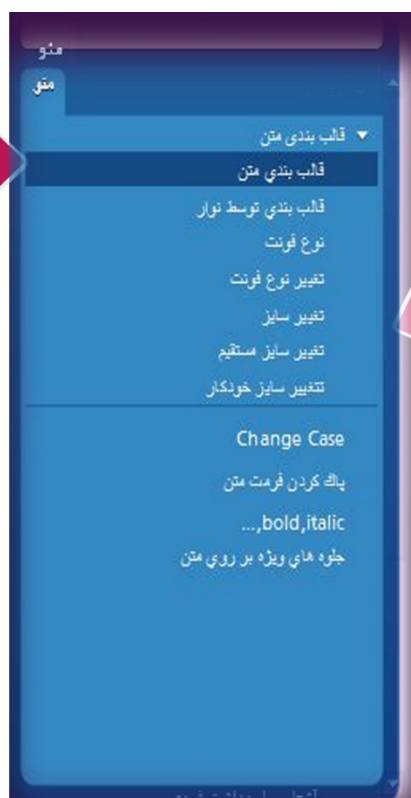 منو
منو
قالب بندی متن
قالب بندي متن
قالب بندي توسط نوار
نوع فونت
تغيير نوع فونت
تغيير سايز
تغيير سايز مستقيم
تتغيير سايز خودكار
Change Case
پاك كردن فرمت متن
...,bold,italic
جلوه هاي ويژه بر روي متن